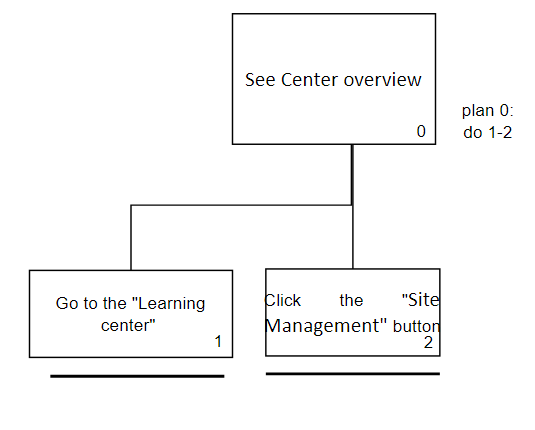 See Center overview
0
plan 0:
do 1-2
Go to the "Learning
center"
1
Click the "Site
Management" button
2